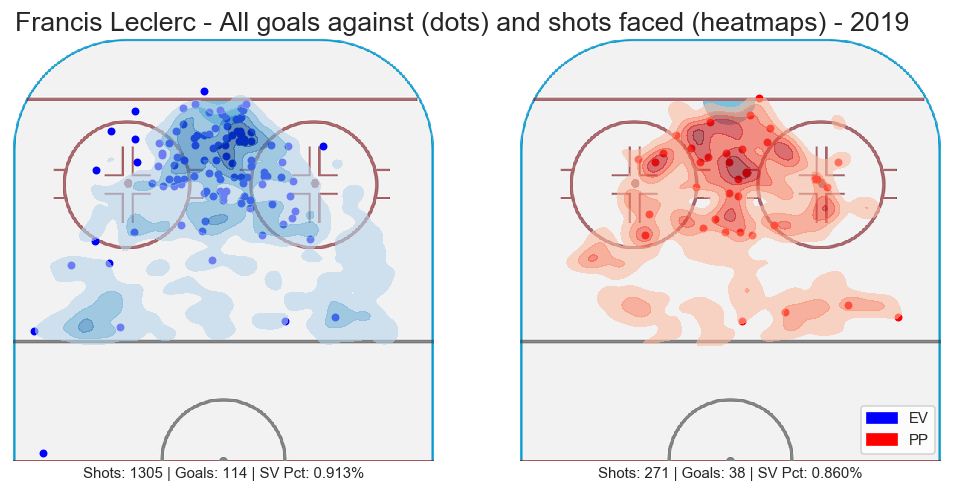 Francis Leclerc - All goals against (dots) and shots faced (heatmaps) - 2019
EV
PP
Shots: 1305 | Goals: 114 | SV Pct: 0.913%
Shots: 271 | Goals: 38 | SV Pct: 0.860%